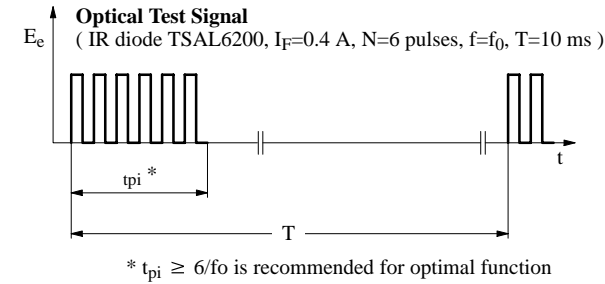 Optical Test Signal
( IR diode TSAL6200, IF=0.4 A, N=6 pulses, f=f0, T=10 ms )
Ee
t
tpi *
T
* tpi ≥ 6/fo is recommended for optimal function